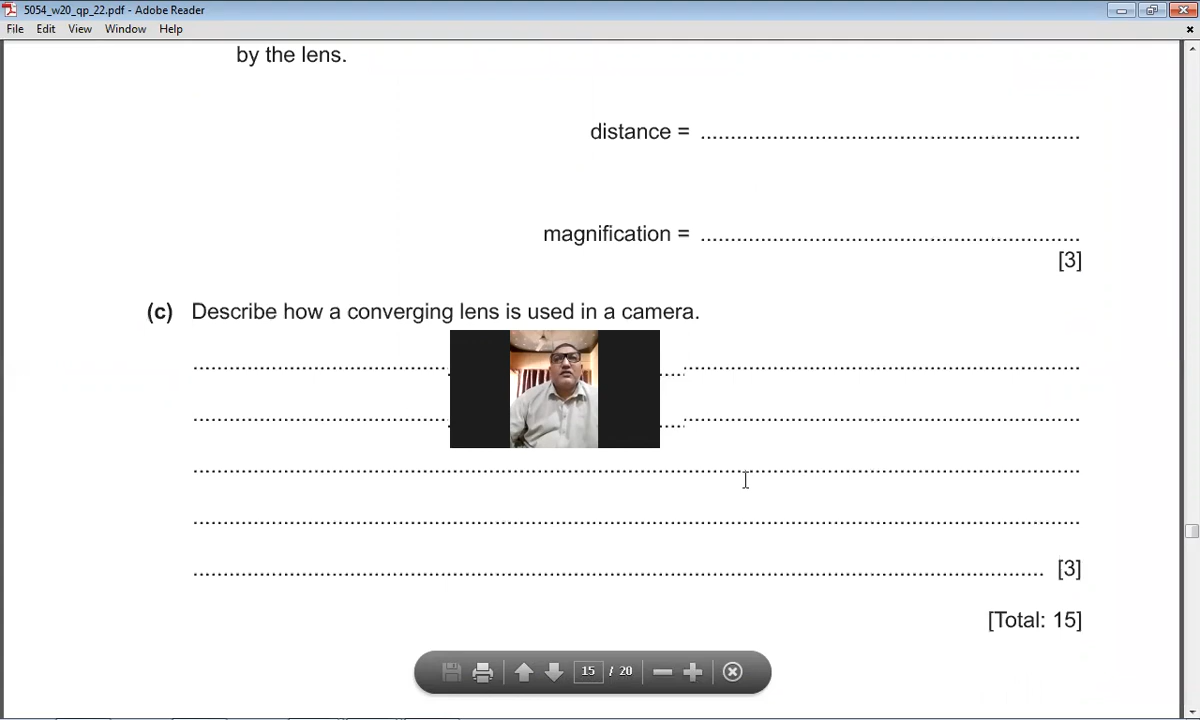 5054_w20_qp_22.pdf - Adobe Reader
File Edit View Window Help
by the lens.
distance = ................................................................
magnification = ................................................................
[3]
(c) Describe how a converging lens is used in a camera.
[3]
[Total: 15]
15 / 20